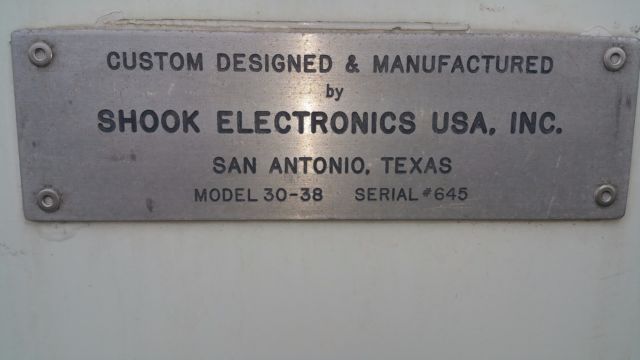 CUSTOM DESIGNED & MANUFACTURED
by
SHOOK ELECTRONICS USA, INC.
SAN ANTONIO, TEXAS
MODEL 30-38 SERIAL #645